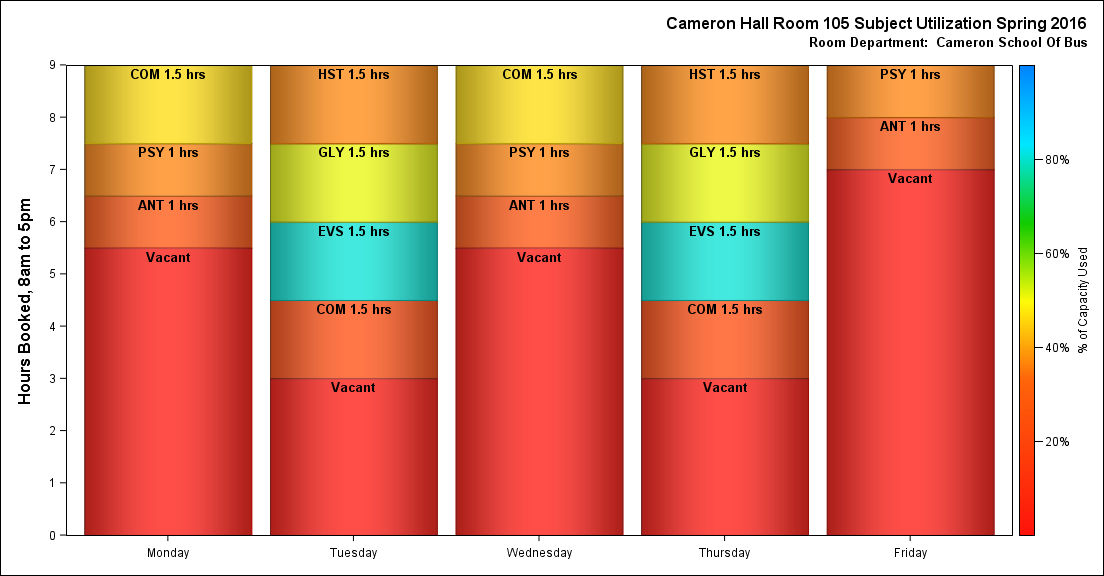 Cameron Hall Room 105 Subject Utilization Spring 2016
Room Department:  Cameron School Of Bus
Hours Booked, 8am to 5pm
9
8
7
6
5
4
3
2
1
0
COM 1.5 hrs
PSY 1 hrs
ANT 1 hrs
Vacant
HST 1.5 hrs
GLY 1.5 hrs
EVS 1.5 hrs
COM 1.5 hrs
Vacant
COM 1.5 hrs
PSY 1 hrs
ANT 1 hrs
Vacant
HST 1.5 hrs
GLY 1.5 hrs
EVS 1.5 hrs
COM 1.5 hrs
Vacant
PSY 1 hrs
ANT 1 hrs
Vacant
Monday
Tuesday
Wednesday
Thursday
Friday
80%
60%
40%
20%
% of Capacity Used